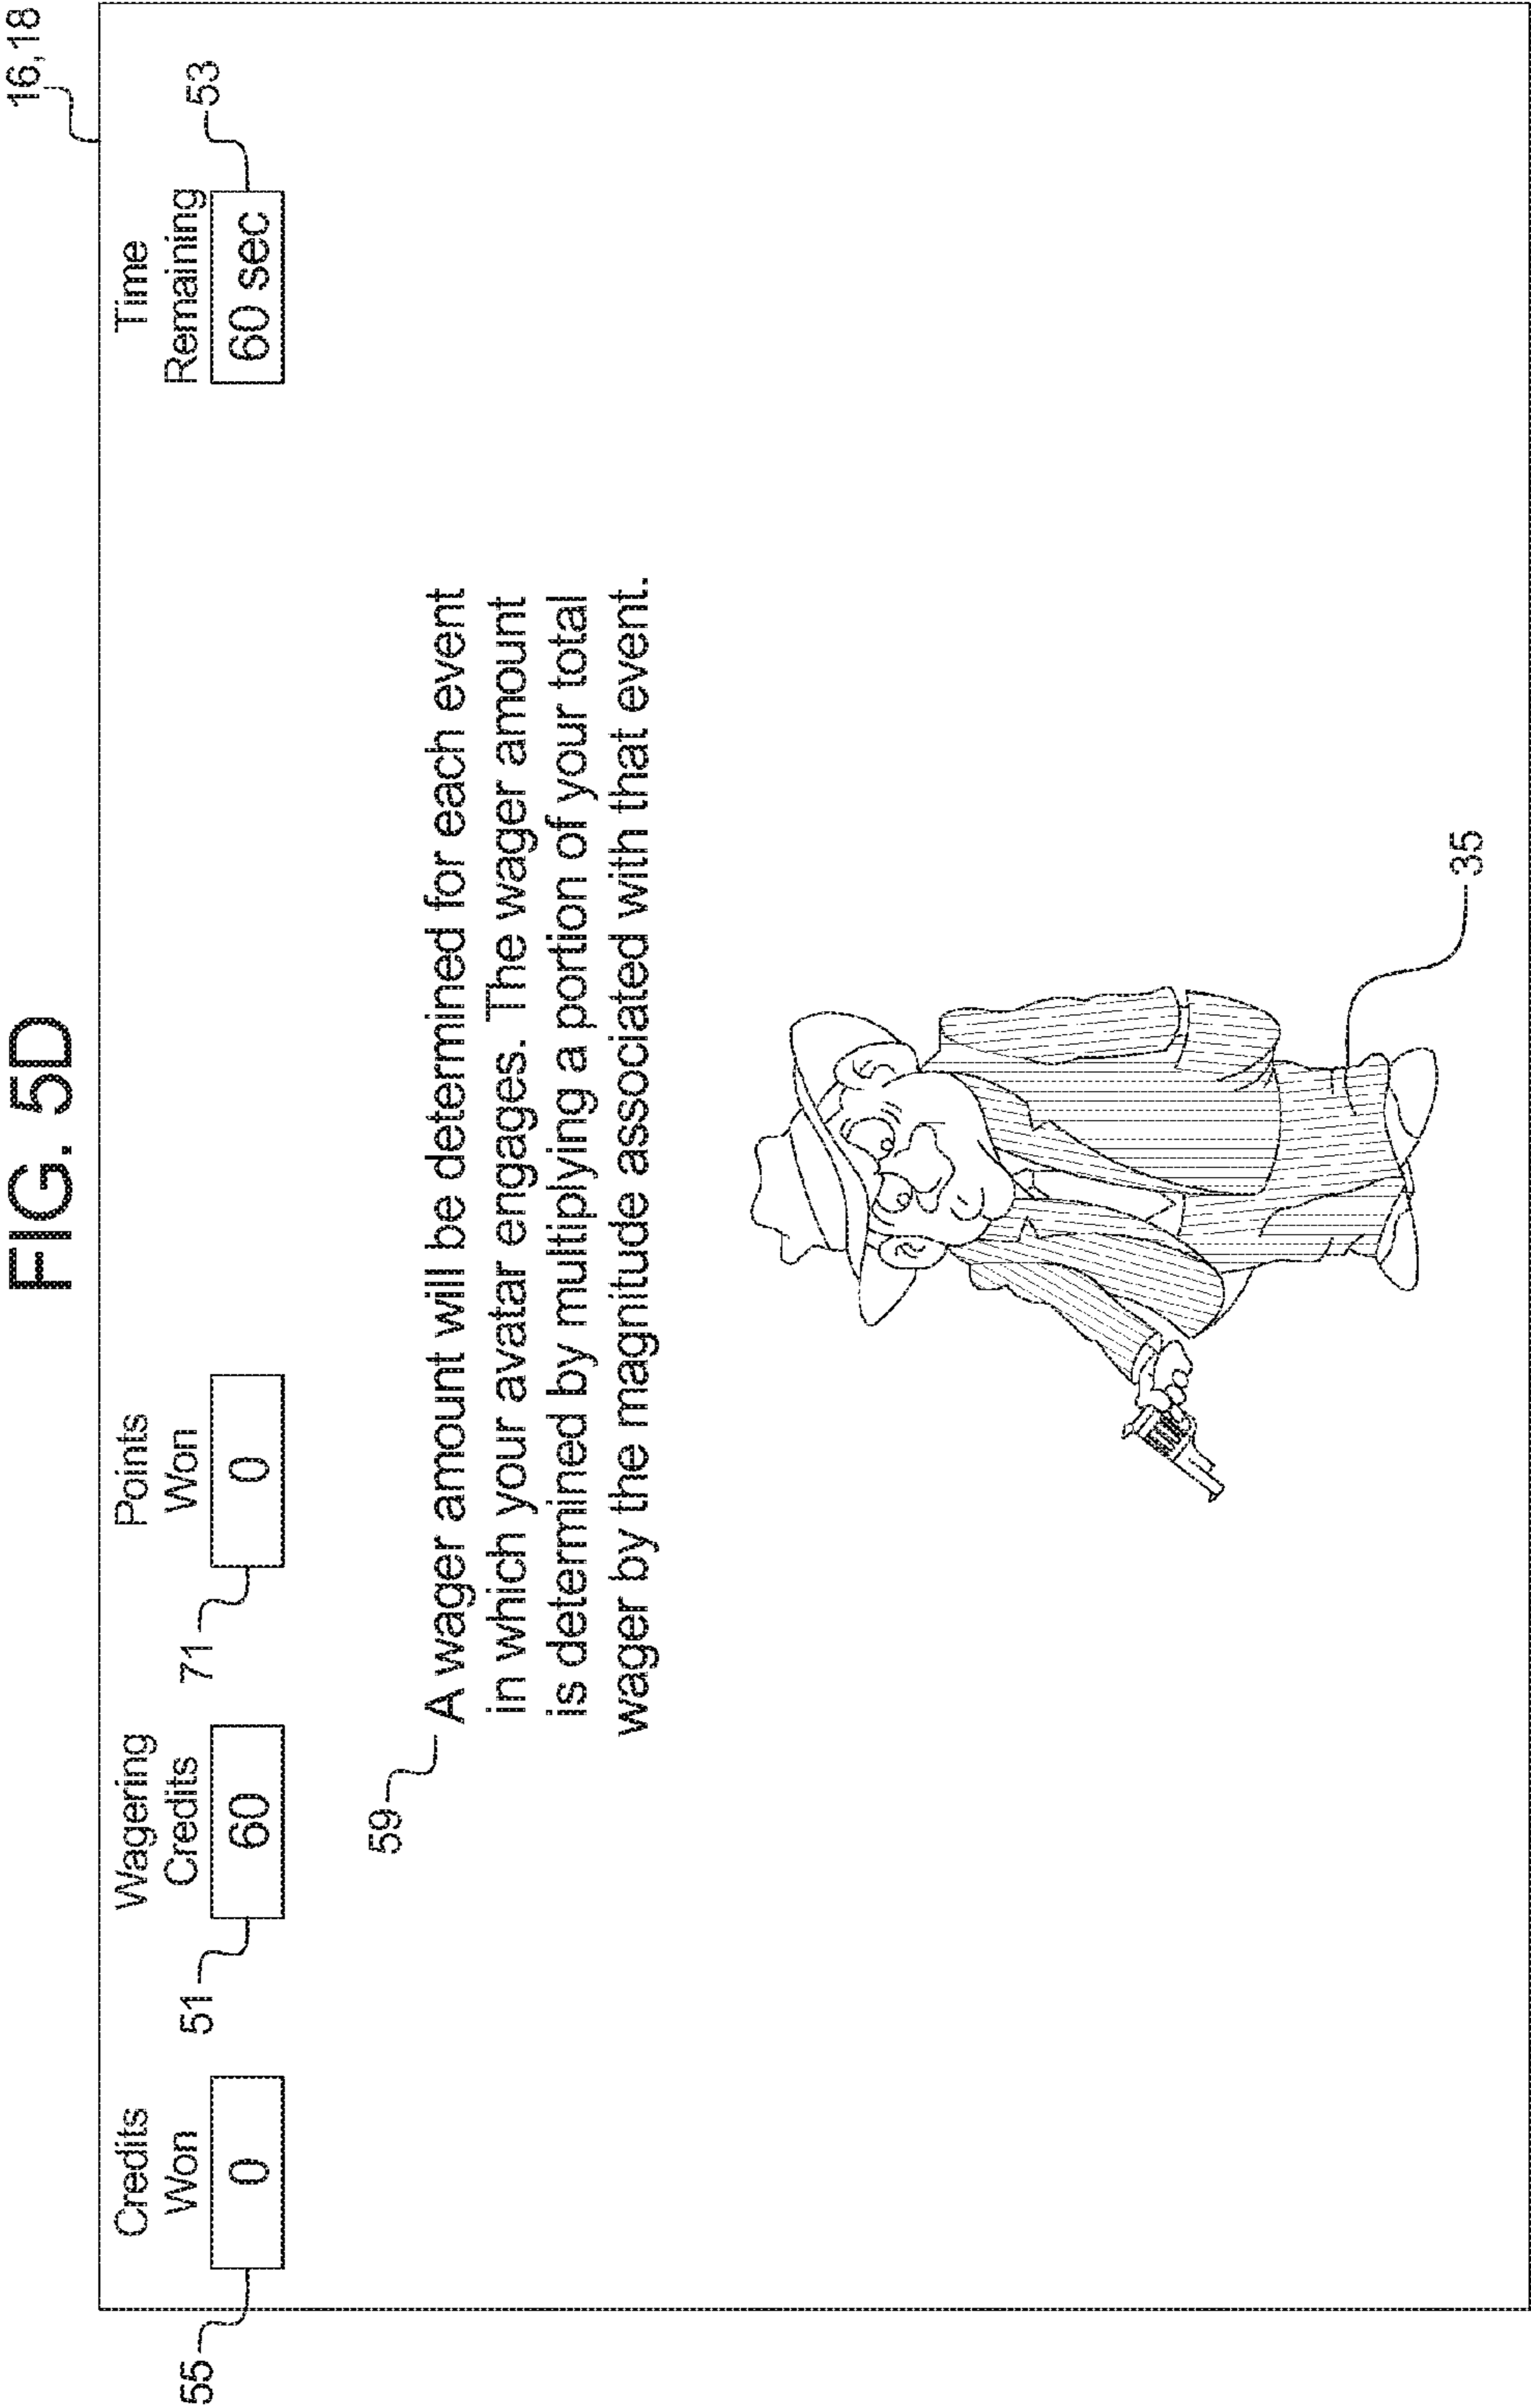 FIG. 5D
16,18
Credits
Won
0
55
Wagering
Credits
60
51
Points
Won
0
71
Time
Remaining
60 sec
53
59
A wager amount will be determined for each event
in which your avatar engages. The wager amount
is determined by multiplying a portion of your total
wager by the magnitude associated with that event.
35